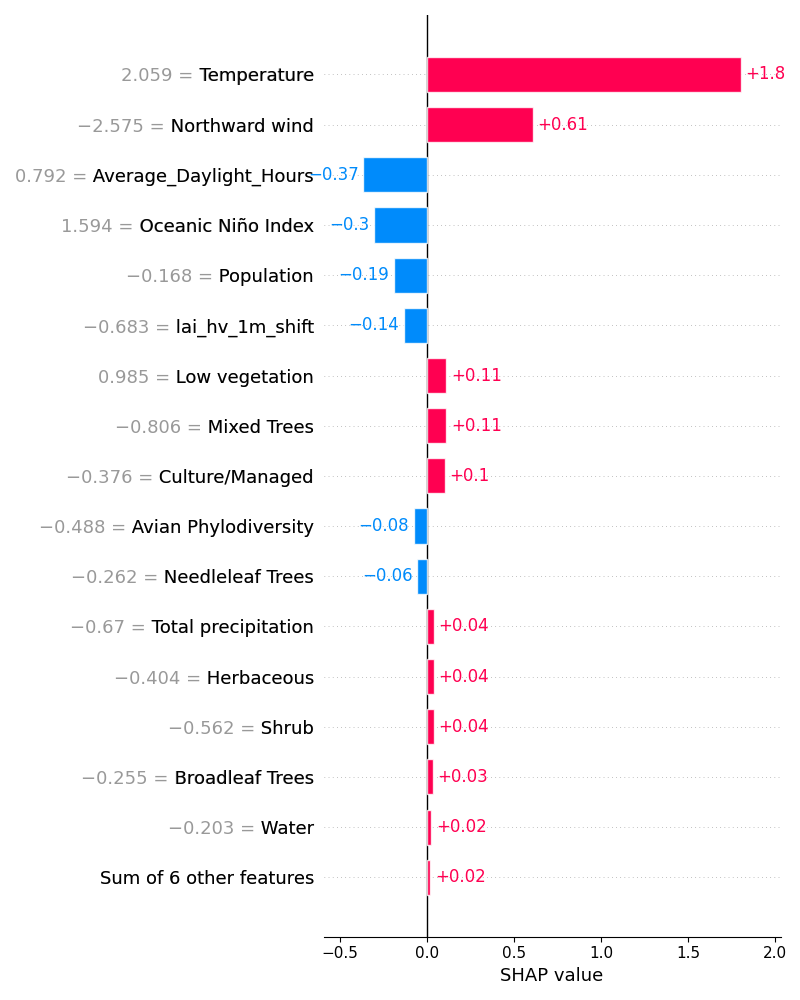 2.059 = Temperature +1.8
−2.575 = Northward wind +0.61
0.792 = Average_Daylight_Hours −0.37
1.594 = Oceanic Niño Index −0.3
−0.168 = Population −0.19
−0.683 = lai_hv_1m_shift −0.14
0.985 = Low vegetation +0.11
−0.806 = Mixed Trees +0.11
−0.376 = Culture/Managed +0.1
−0.488 = Avian Phylodiversity −0.08
−0.262 = Needleleaf Trees −0.06
−0.67 = Total precipitation +0.04
−0.404 = Herbaceous +0.04
−0.562 = Shrub +0.04
−0.255 = Broadleaf Trees +0.03
−0.203 = Water +0.02
Sum of 6 other features +0.02
−0.5 0.0 0.5 1.0 1.5 2.0
SHAP value